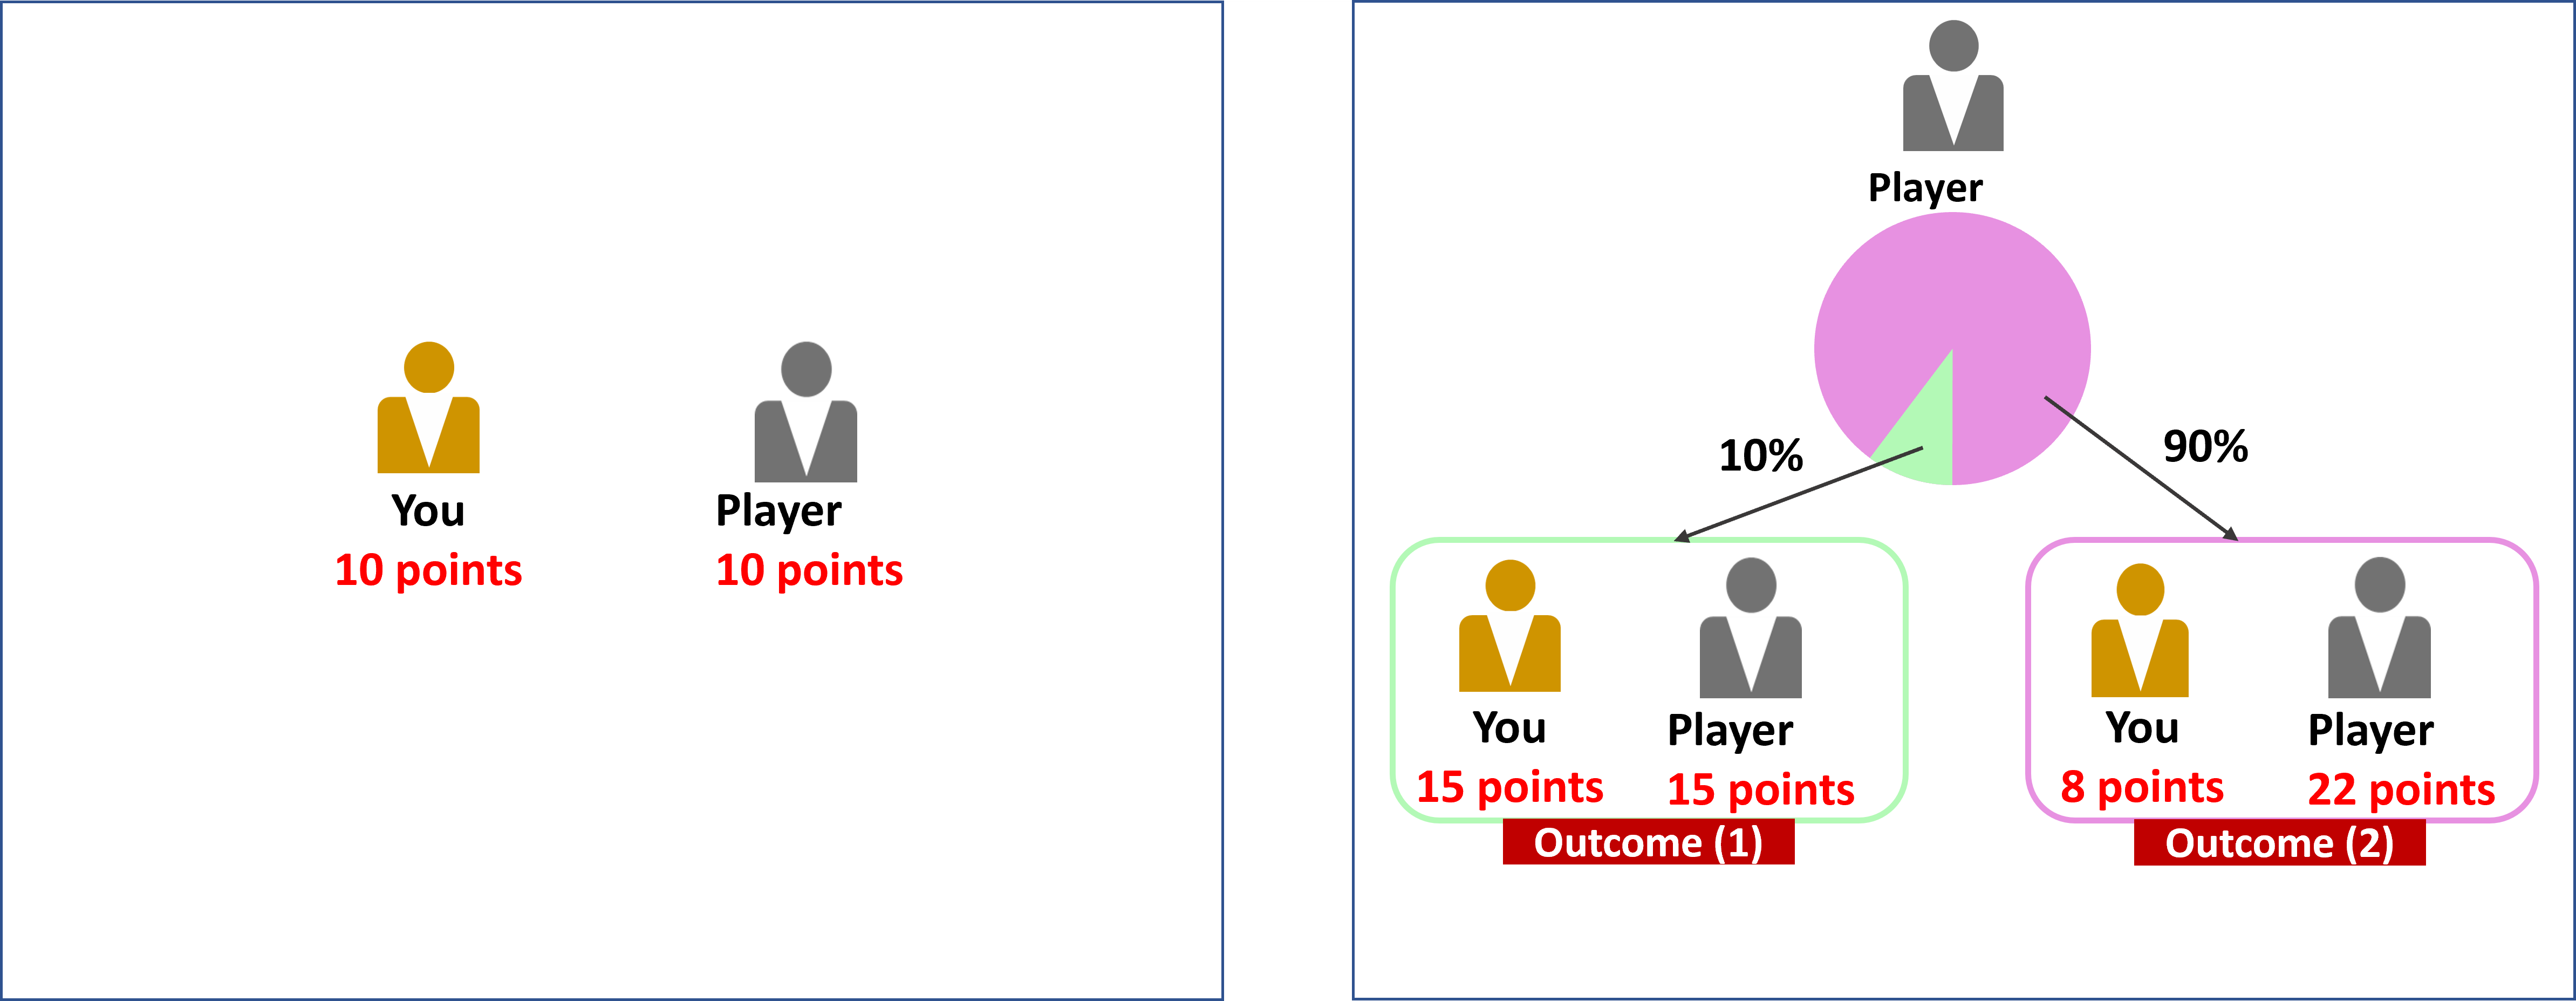 You
10 points
Player
10 points
Player
10%
90%
You
15 points
Player
15 points
Outcome (1)
You
8 points
Player
22 points
Outcome (2)